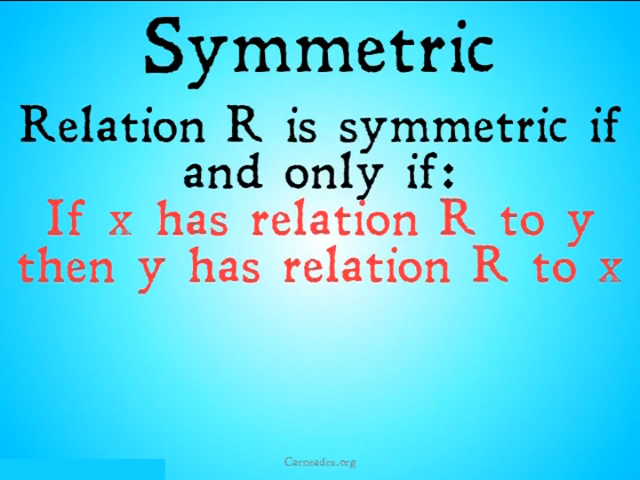 Symmetric
Relation R is symmetric if
and only if:
If x has relation R to y
then y has relation R to x
Carneades.org